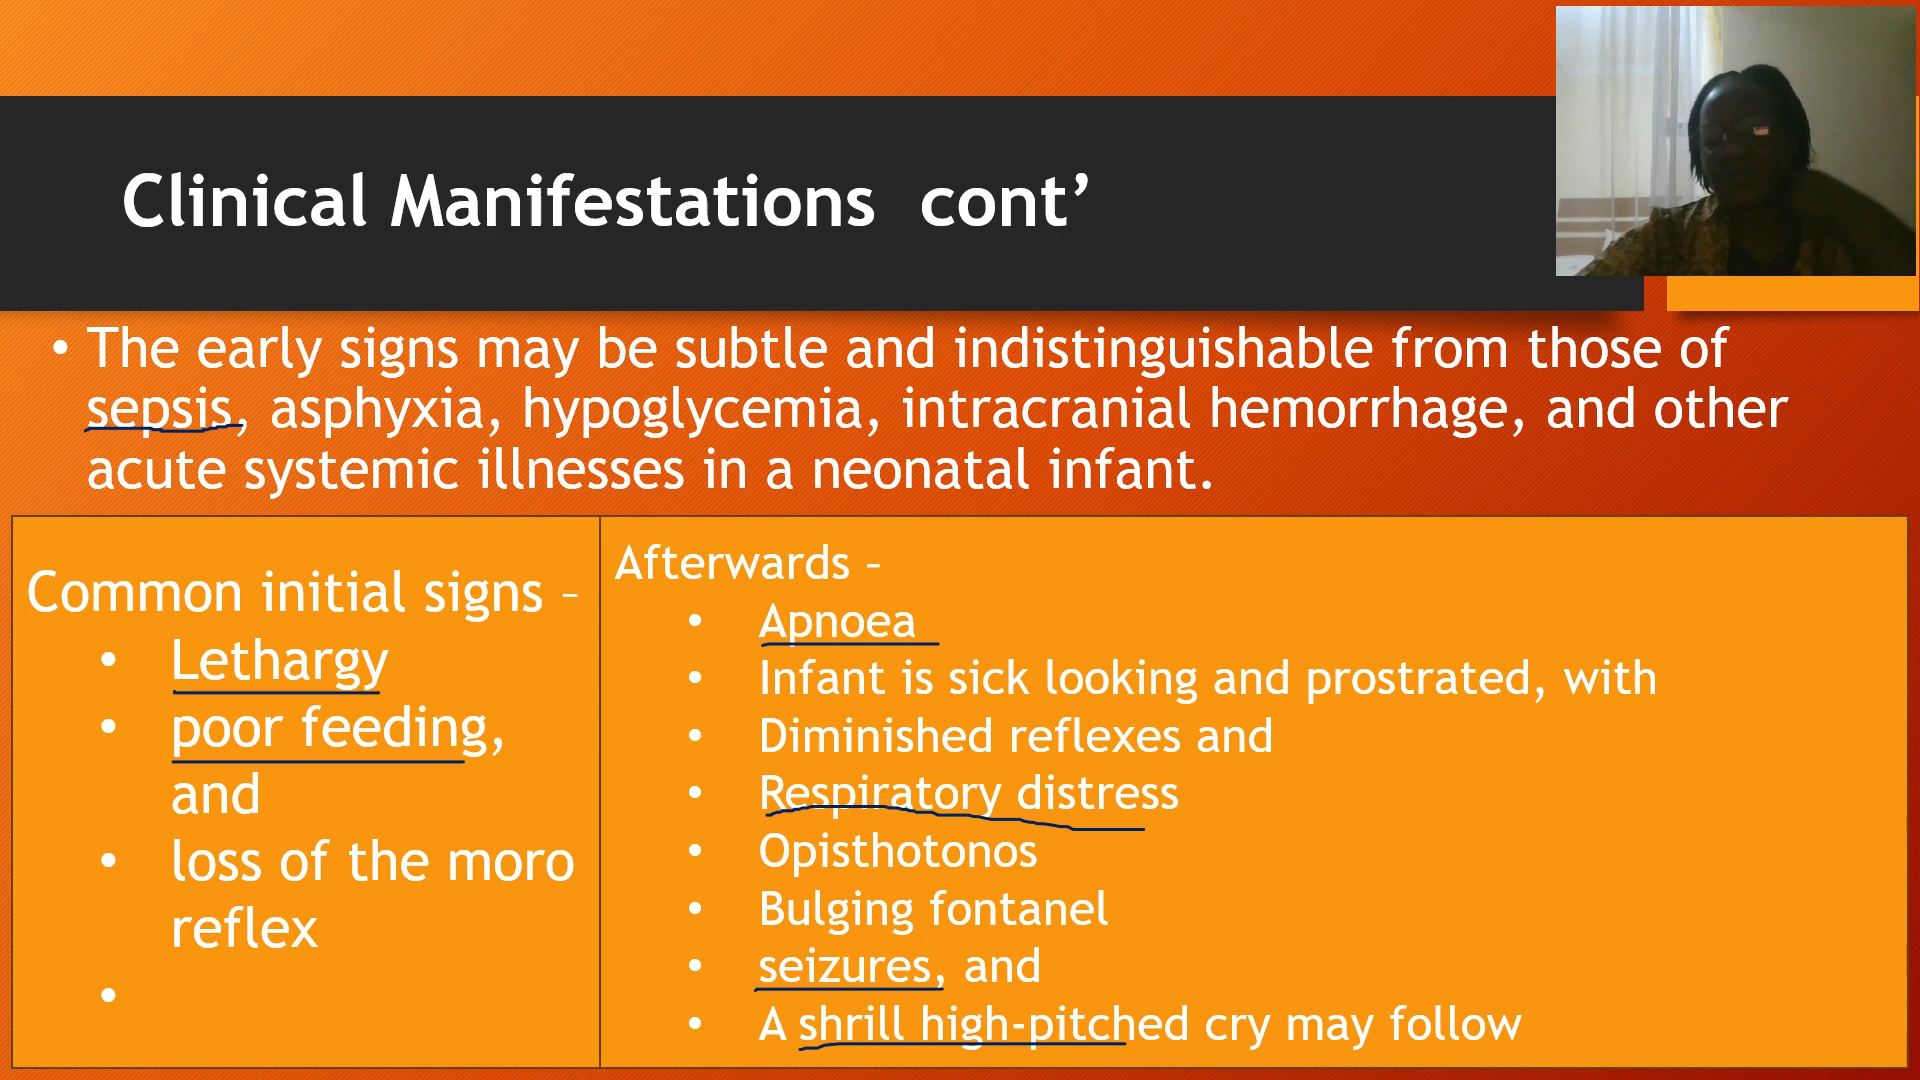 Clinical Manifestations cont’
• The early signs may be subtle and indistinguishable from those of
sepsis, asphyxia, hypoglycemia, intracranial hemorrhage, and other
acute systemic illnesses in a neonatal infant.
Common initial signs –
• Lethargy
• poor feeding,
and
• loss of the moro
reflex
•
Afterwards –
• Apnoea
• Infant is sick looking and prostrated, with
• Diminished reflexes and
• Respiratory distress
• Opisthotonos
• Bulging fontanel
• seizures, and
• A shrill high-pitched cry may follow